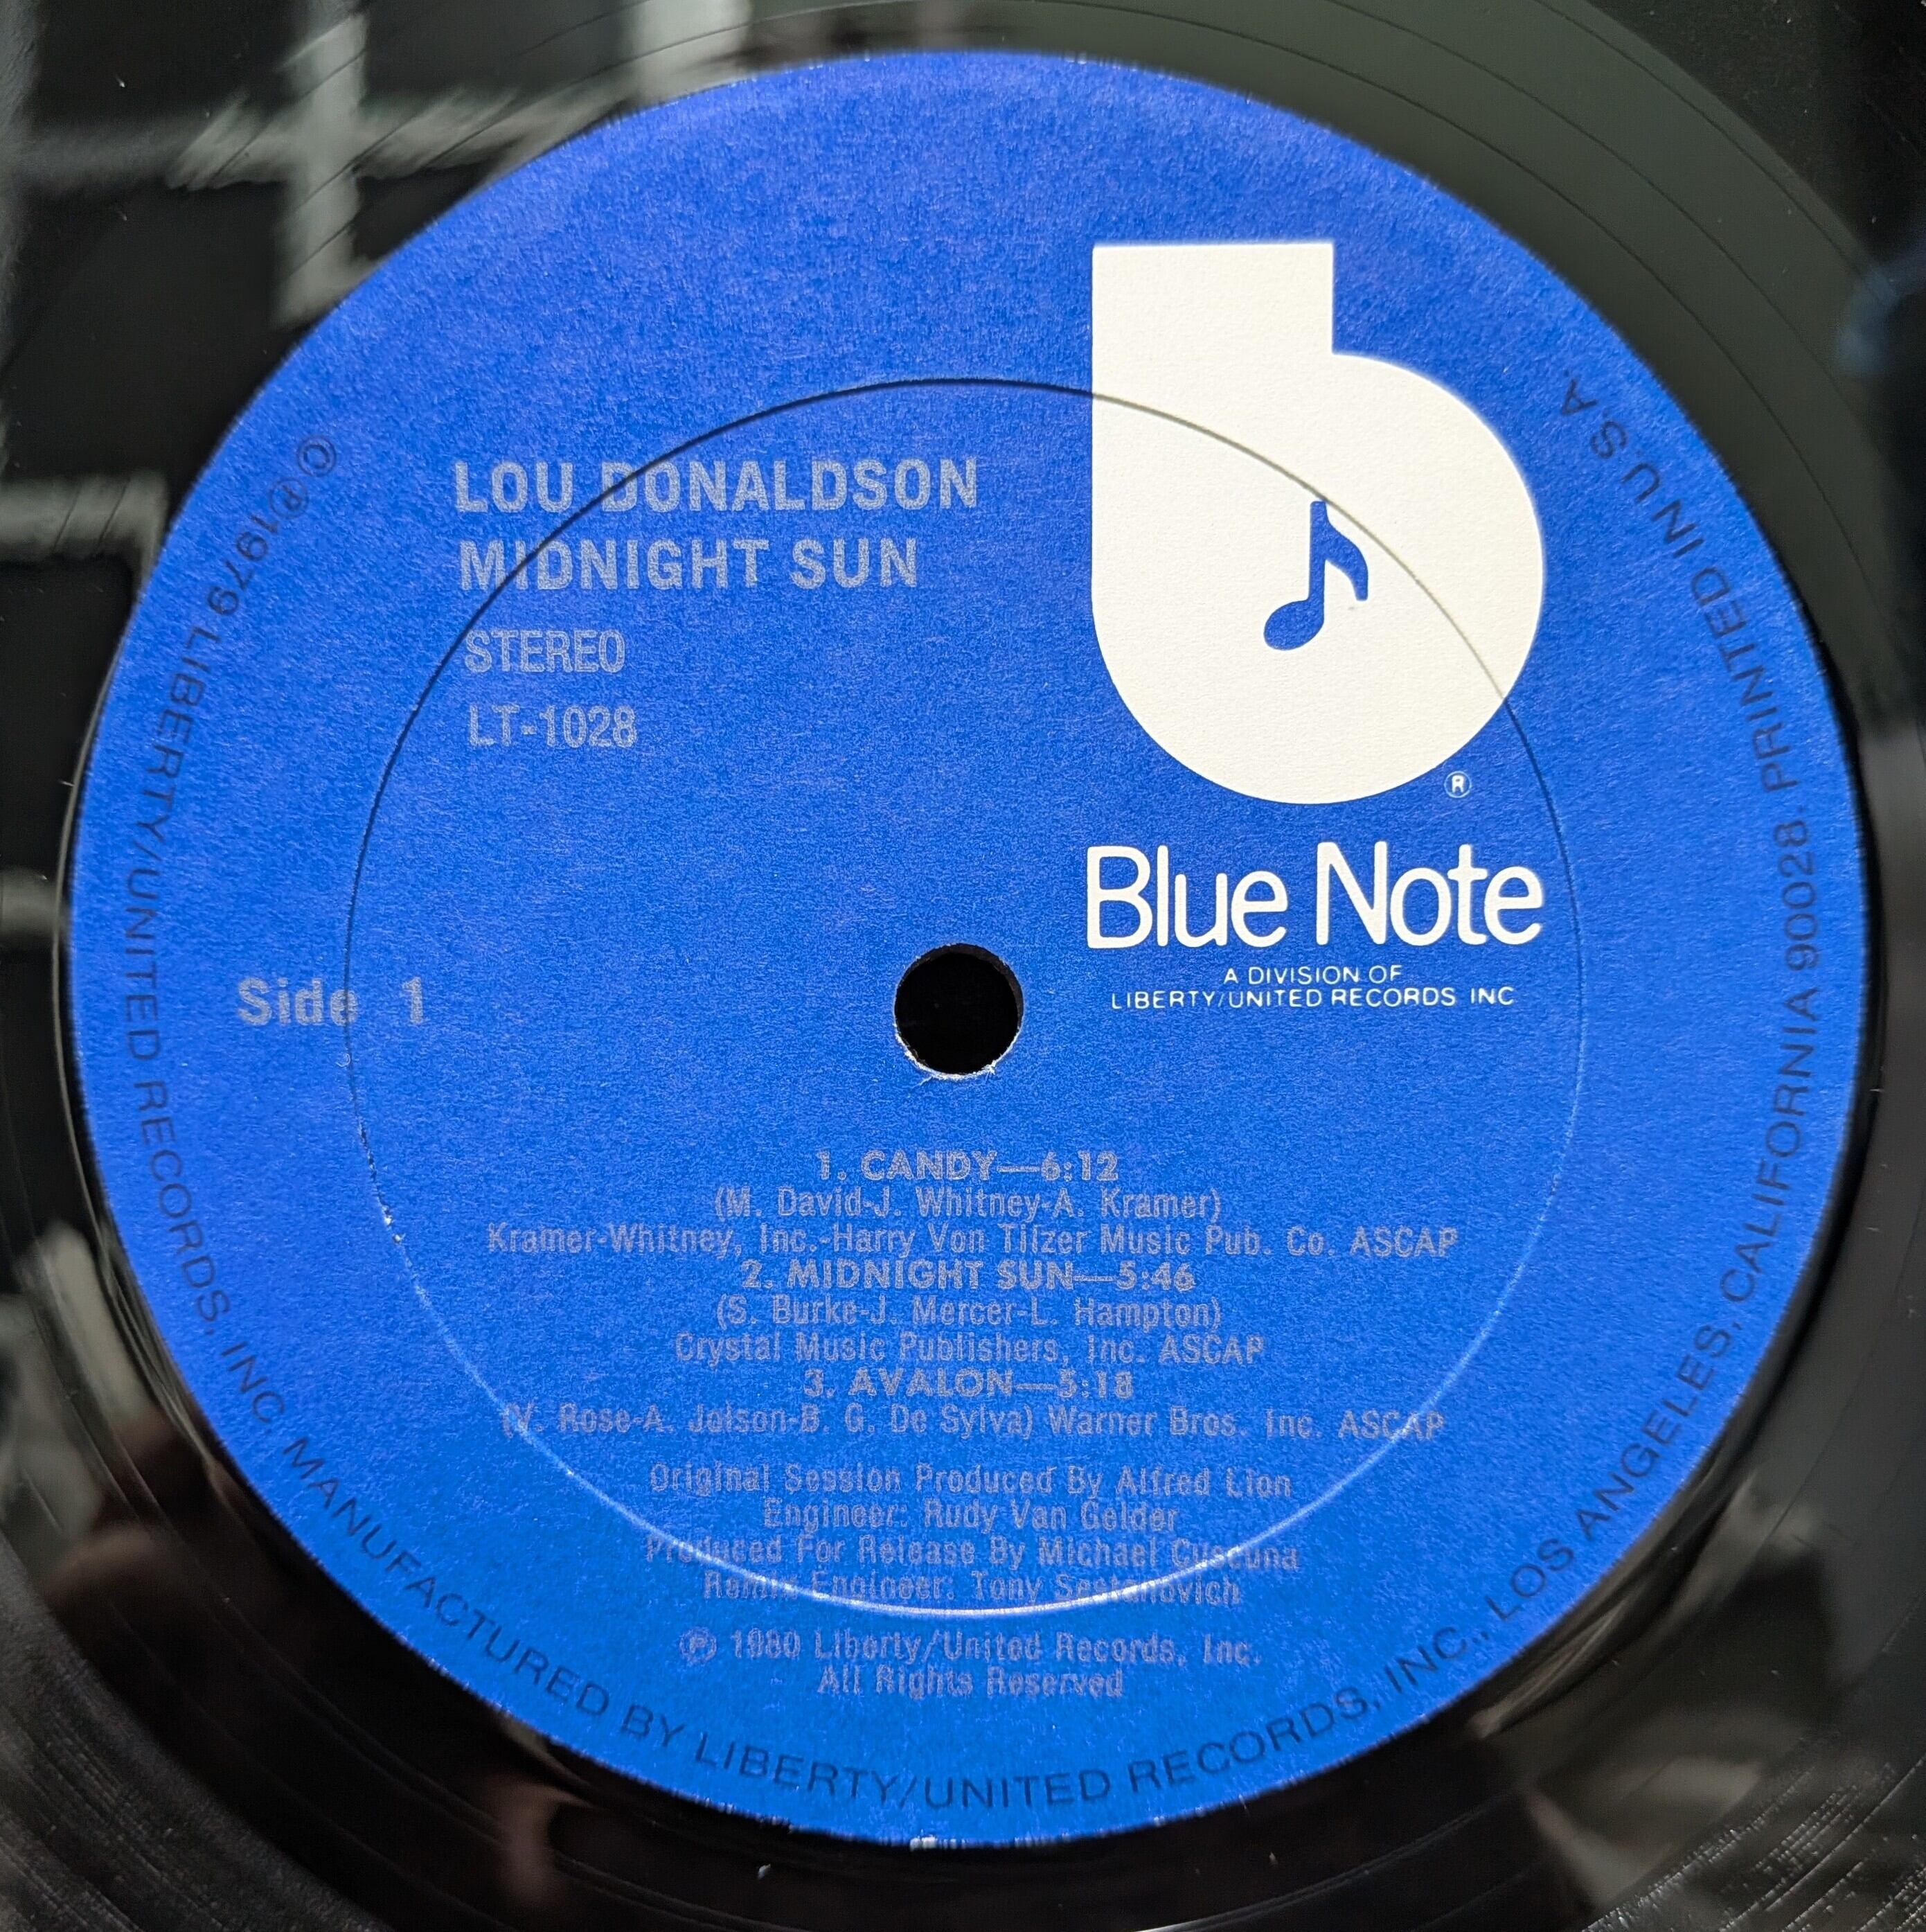 LOU DONALDSON
MIDNIGHT SUN
STEREO
LT-1028
®
Blue Note
A DIVISION OF
LIBERTY/UNITED RECORDS INC
Side 1
1. CANDY—6:12
(M. David-J. Whitney-A. Kramer)
Kramer-Whitney, Inc.-Harry Von Tilzer Music Pub. Co. ASCAP
2. MIDNIGHT SUN—5:46
(S. Burke-J. Mercer-L. Hampton)
Crystal Music Publishers, Inc. ASCAP
3. AVALON—5:18
(V. Rose-A. Jolson-B. G. De Sylva) Warner Bros. Inc. ASCAP
Original Session Produced By Alfred Lion
Engineer: Rudy Van Gelder
Produced For Release By Michael Cuscuna
Remix Engineer: Tony Sestanovich
℗ 1980 Liberty/United Records, Inc.
All Rights Reserved
©℗1979 LIBERTY/UNITED RECORDS, INC. MANUFACTURED BY LIBERTY/UNITED RECORDS, INC., LOS ANGELES, CALIFORNIA 90028. PRINTED IN U.S.A.